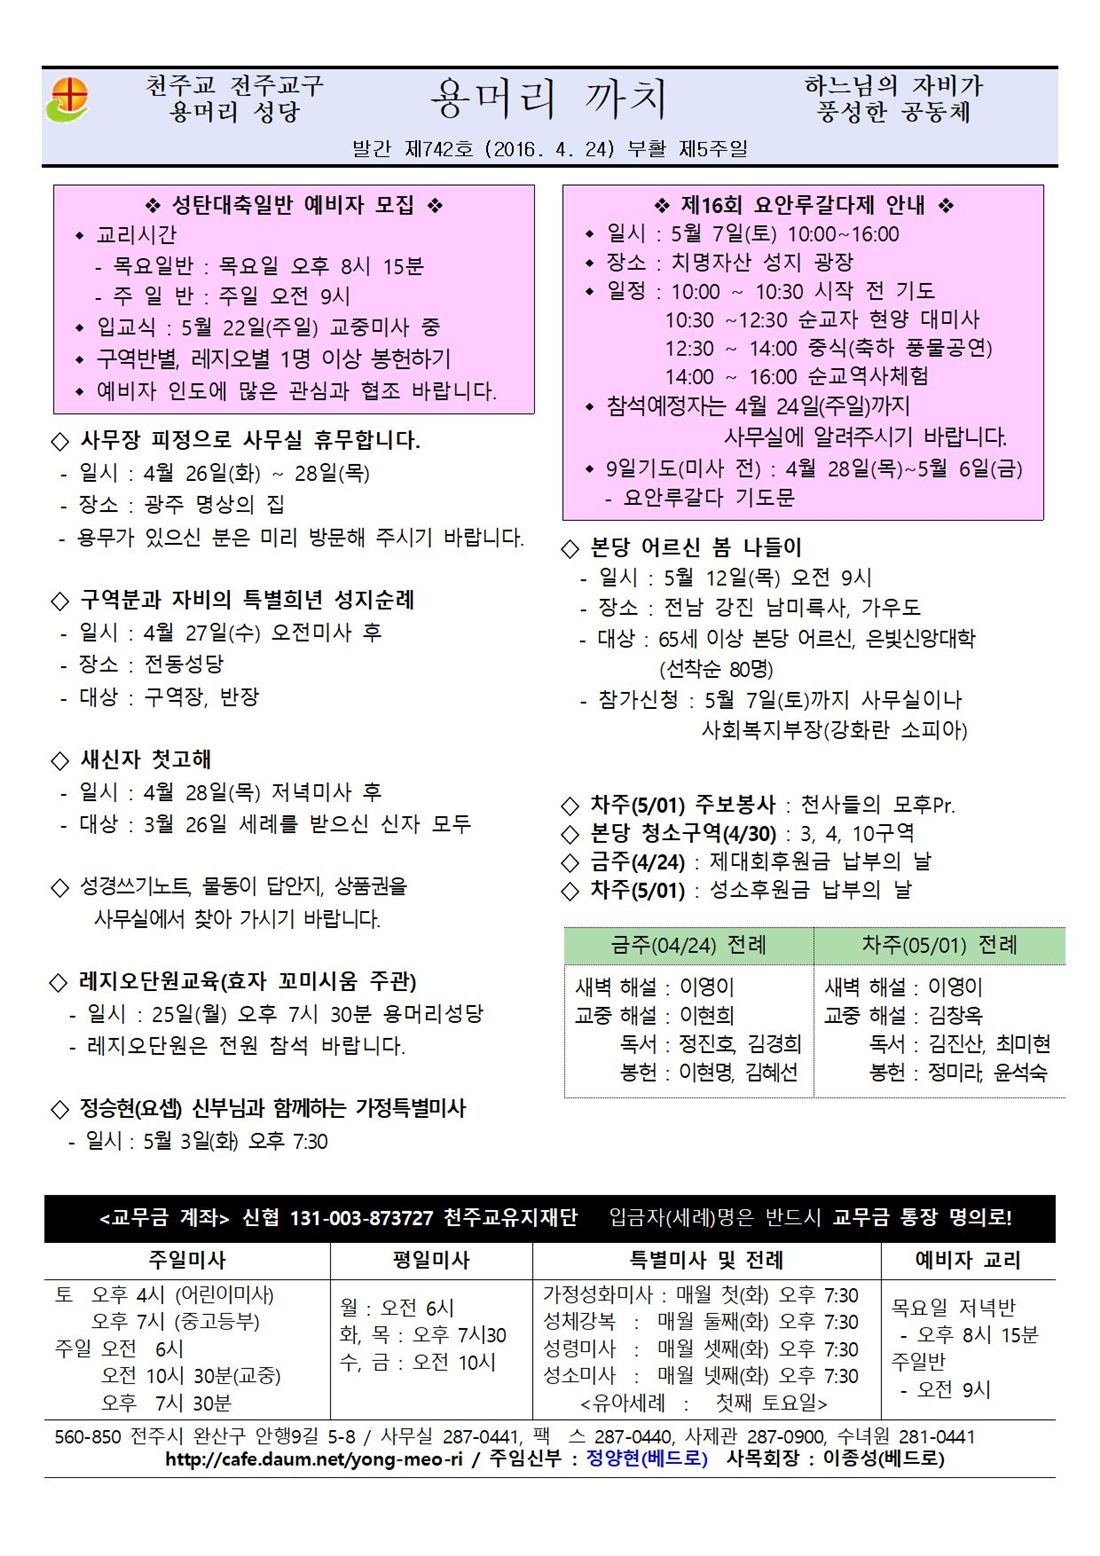 천주교 전주교구
용머리 성당
용머리 까치
하느님의 자비가
풍성한 공동체
발간 제742호 (2016. 4. 24) 부활 제5주일
❖ 성탄대축일반 예비자 모집 ❖
◆ 교리시간
- 목요일반 : 목요일 오후 8시 15분
- 주 일 반 : 주일 오전 9시
◆ 입교식 : 5월 22일(주일) 교중미사 중
◆ 구역반별, 레지오별 1명 이상 봉헌하기
◆ 예비자 인도에 많은 관심과 협조 바랍니다.
◇ 사무장 피정으로 사무실 휴무합니다.
- 일시 : 4월 26일(화) ~ 28일(목)
- 장소 : 광주 명상의 집
- 용무가 있으신 분은 미리 방문해 주시기 바랍니다.
◇ 구역분과 자비의 특별희년 성지순례
- 일시 : 4월 27일(수) 오전미사 후
- 장소 : 전동성당
- 대상 : 구역장, 반장
◇ 새신자 첫고해
- 일시 : 4월 28일(목) 저녁미사 후
- 대상 : 3월 26일 세례를 받으신 신자 모두
◇ 성경쓰기노트, 물동이 답안지, 상품권을
사무실에서 찾아 가시기 바랍니다.
◇ 레지오단원교육(효자 꼬미시움 주관)
- 일시 : 25일(월) 오후 7시 30분 용머리성당
- 레지오단원은 전원 참석 바랍니다.
◇ 정승현(요셉) 신부님과 함께하는 가정특별미사
- 일시 : 5월 3일(화) 오후 7:30
❖ 제16회 요안루갈다제 안내 ❖
◆ 일시 : 5월 7일(토) 10:00~16:00
◆ 장소 : 치명자산 성지 광장
◆ 일정 : 10:00 ~ 10:30 시작 전 기도
10:30 ~12:30 순교자 현양 대미사
12:30 ~ 14:00 중식(축하 풍물공연)
14:00 ~ 16:00 순교역사체험
◆ 참석예정자는 4월 24일(주일)까지
사무실에 알려주시기 바랍니다.
◆ 9일기도(미사 전) : 4월 28일(목)~5월 6일(금)
- 요안루갈다 기도문
◇ 본당 어르신 봄 나들이
- 일시 : 5월 12일(목) 오전 9시
- 장소 : 전남 강진 남미륵사, 가우도
- 대상 : 65세 이상 본당 어르신, 은빛신앙대학
(선착순 80명)
- 참가신청 : 5월 7일(토)까지 사무실이나
사회복지부장(강화란 소피아)
◇ 차주(5/01) 주보봉사 : 천사들의 모후Pr.
◇ 본당 청소구역(4/30) : 3, 4, 10구역
◇ 금주(4/24) : 제대회후원금 납부의 날
◇ 차주(5/01) : 성소후원금 납부의 날
금주(04/24) 전례
새벽 해설 : 이영이
교중 해설 : 이현희
독서 : 정진호, 김경희
봉헌 : 이현명, 김혜선
차주(05/01) 전례
새벽 해설 : 이영이
교중 해설 : 김창옥
독서 : 김진산, 최미현
봉헌 : 정미라, 윤석숙
<교무금 계좌> 신협 131-003-873727 천주교유지재단 입금자(세례)명은 반드시 교무금 통장 명의로!
주일미사
토 오후 4시 (어린이미사)
오후 7시 (중고등부)
주일 오전 6시
오전 10시 30분(교중)
오후 7시 30분
평일미사
월 : 오전 6시
화, 목 : 오후 7시30
수, 금 : 오전 10시
특별미사 및 전례
가정성화미사 : 매월 첫(화) 오후 7:30
성체강복 : 매월 둘째(화) 오후 7:30
성령미사 : 매월 셋째(화) 오후 7:30
성소미사 : 매월 넷째(화) 오후 7:30
<유아세례 : 첫째 토요일>
예비자 교리
목요일 저녁반
- 오후 8시 15분
주일반
- 오전 9시
560-850 전주시 완산구 안행9길 5-8 / 사무실 287-0441, 팩 스 287-0440, 사제관 287-0900, 수녀원 281-0441
http://cafe.daum.net/yong-meo-ri / 주임신부 : 정양현(베드로) 사목회장 : 이종성(베드로)